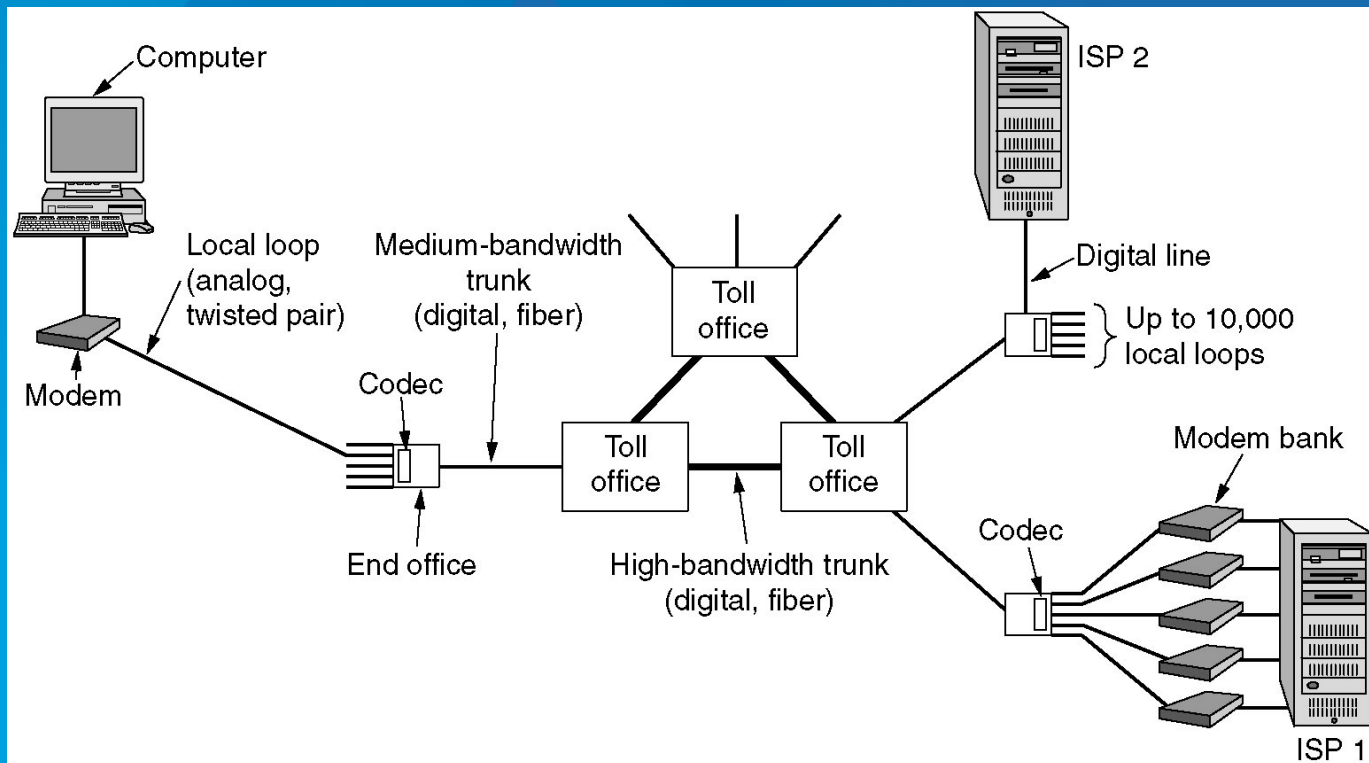 Computer
ISP 2
Local loop
(analog,
twisted pair)
Medium-bandwidth
trunk
(digital, fiber)
Toll
office
Digital line
Up to 10,000
local loops
Modem
Codec
Toll
office
Toll
office
Modem bank
End office
High-bandwidth trunk
(digital, fiber)
Codec
ISP 1